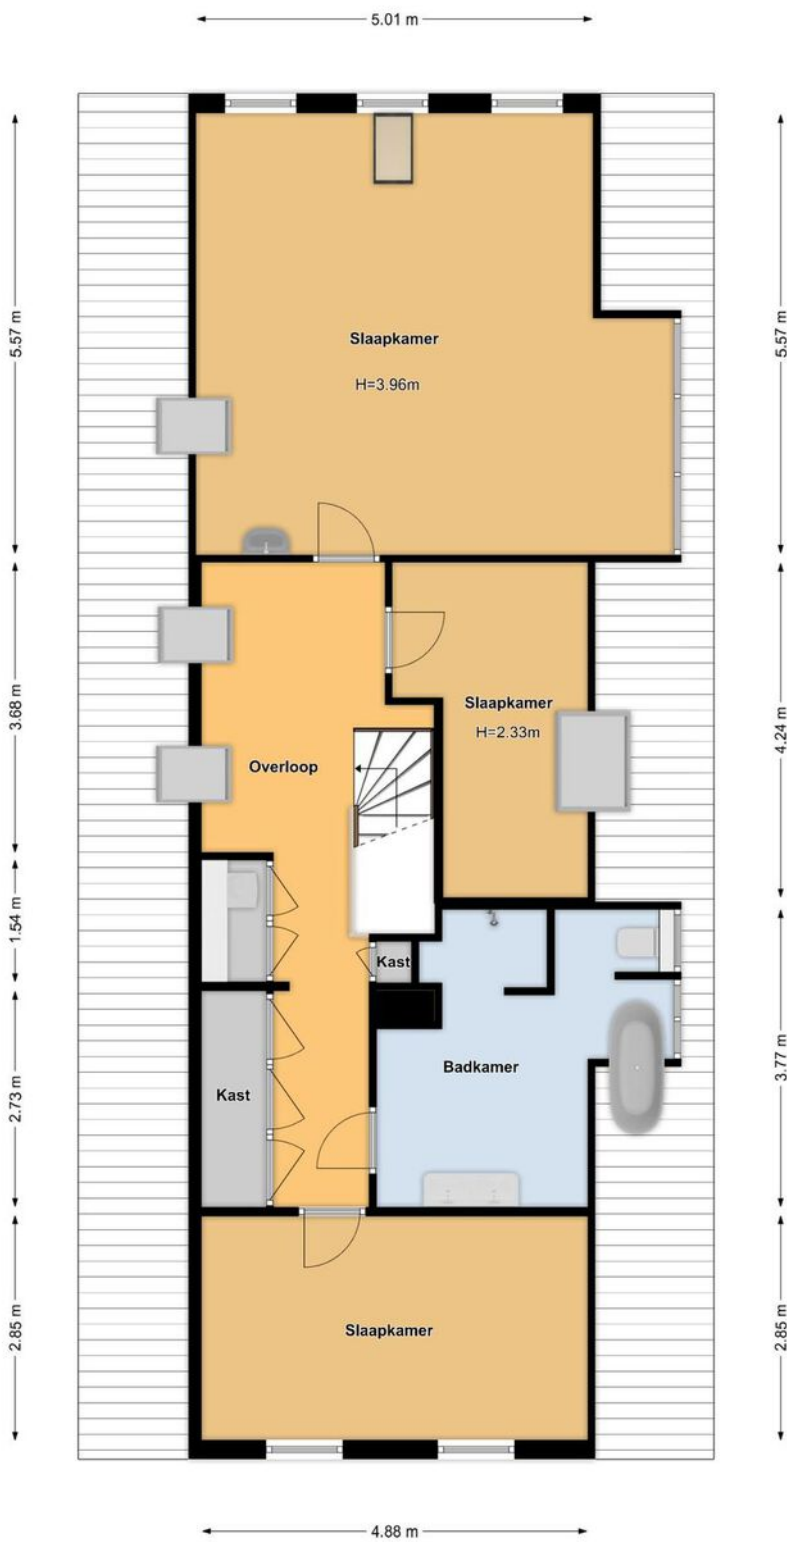 5.01 m
5.57 m
5.57 m
Slaapkamer
H=3.96m
3.68 m
4.24 m
Slaapkamer
H=2.33m
Overloop
1.54 m
Kast
Badkamer
3.77 m
2.73 m
Kast
2.85 m
2.85 m
Slaapkamer
4.88 m